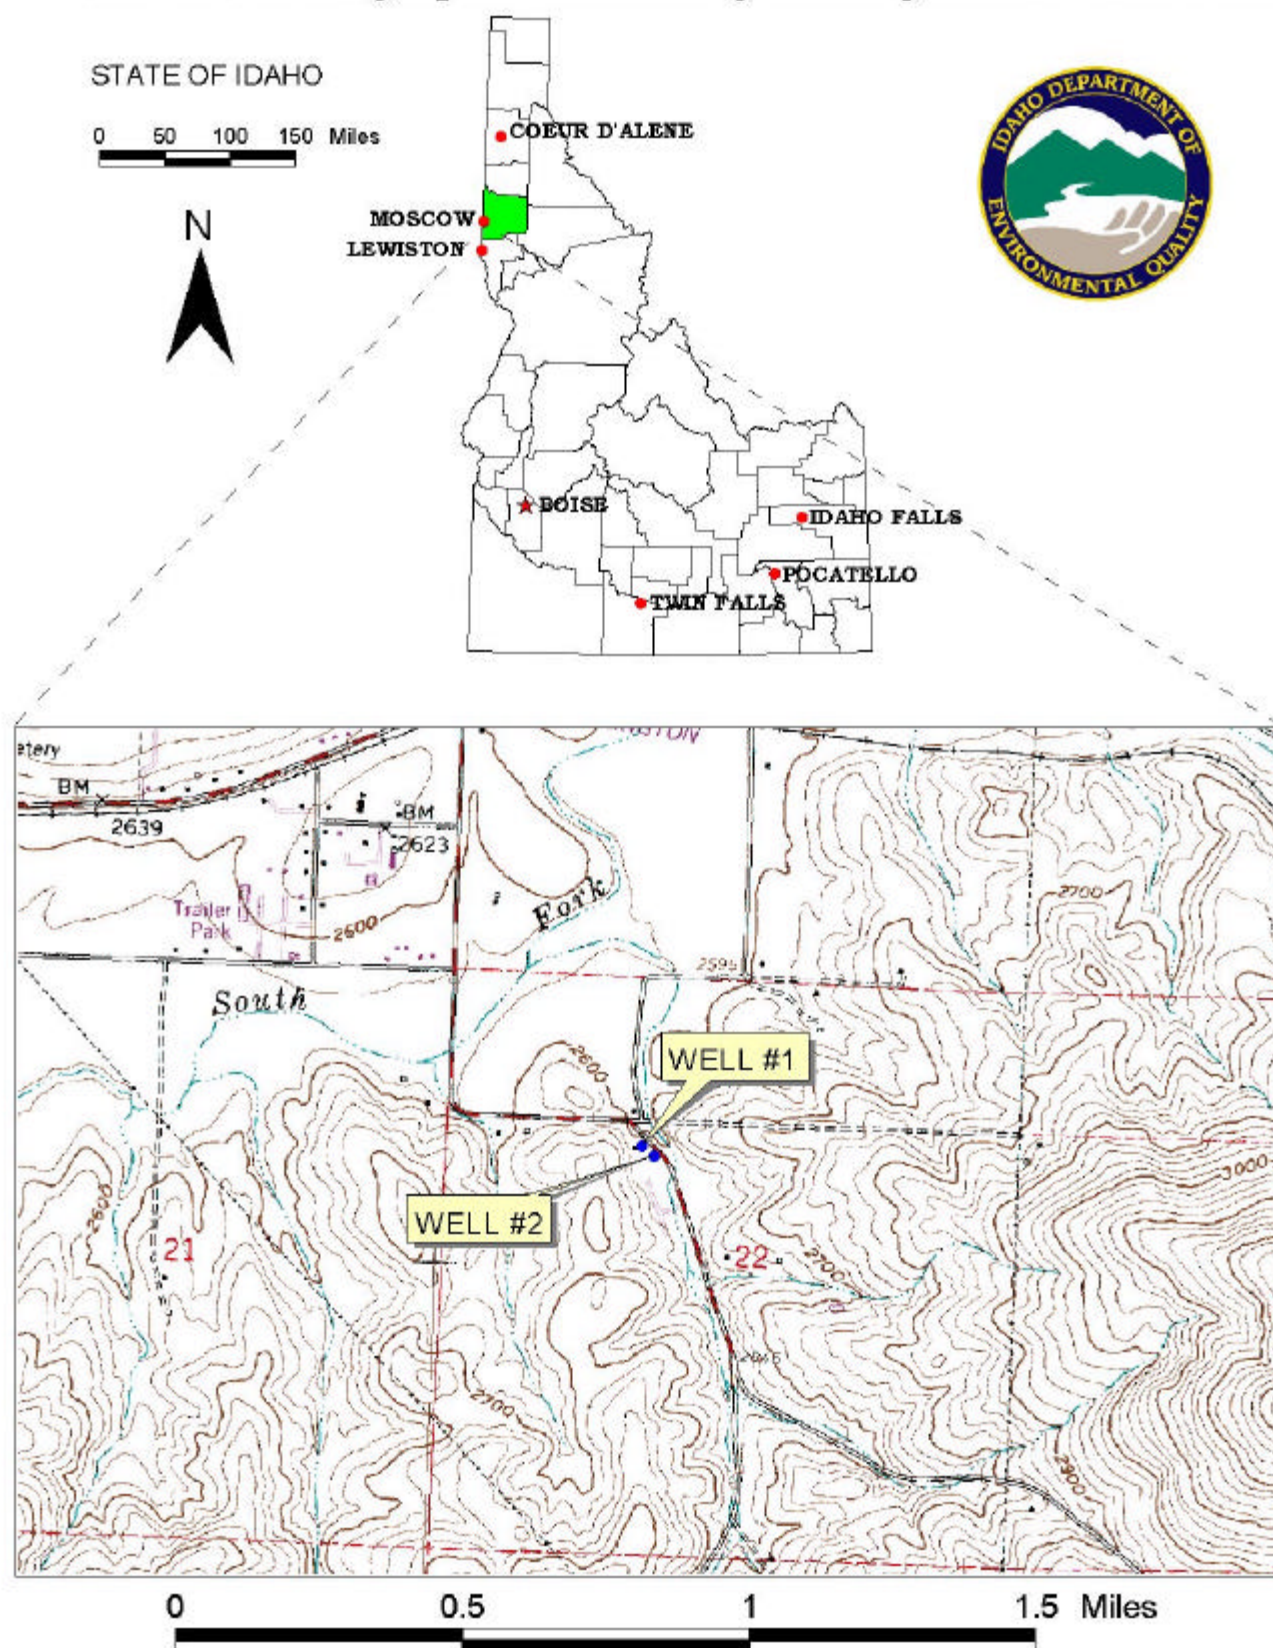 STATE OF IDAHO
0 50 100 150 Miles
N
IDAHO DEPARTMENT OF
ENVIRONMENTAL QUALITY
COEUR D'ALENE
MOSCOW
LEWISTON
BOISE
IDAHO FALLS
POCATELLO
TWIN FALLS
BM
2639
BM
2623
Trailer
Park
2600
Fork
South
2700
2595
2600
WELL #1
WELL #2
2600
21
22
2700
3000
2700
2800
0 0.5 1 1.5 Miles